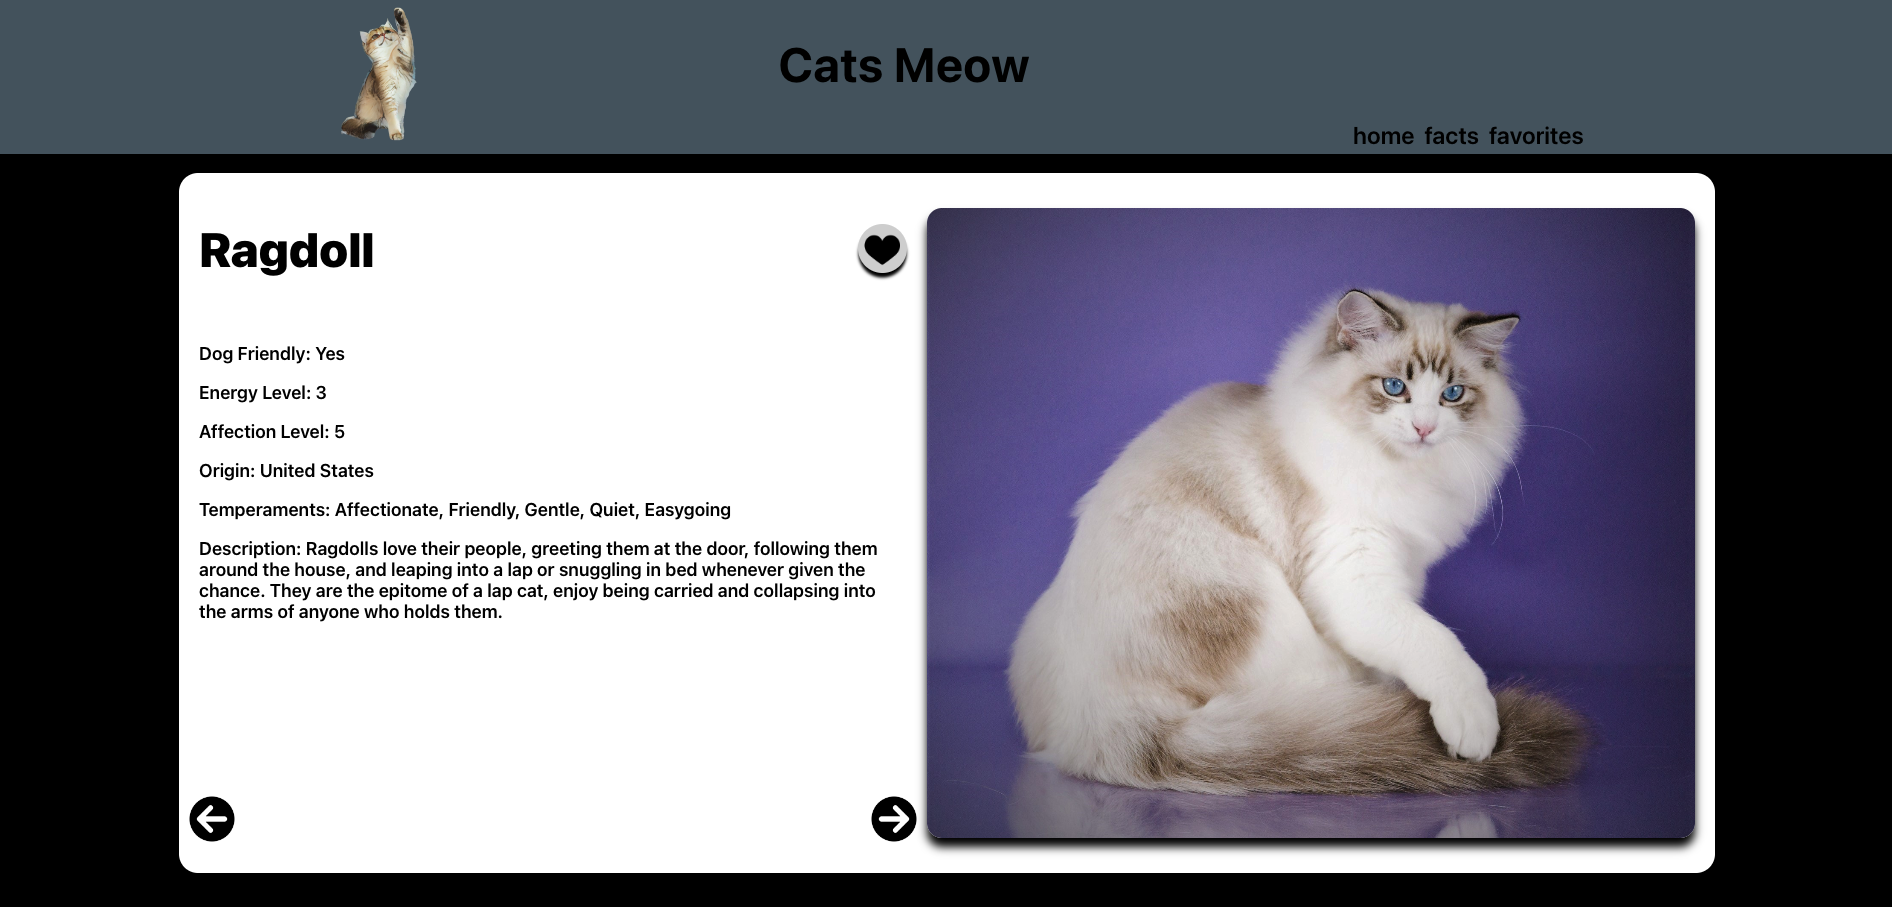 Cats Meow
home facts favorites
Ragdoll
Dog Friendly: Yes
Energy Level: 3
Affection Level: 5
Origin: United States
Temperaments: Affectionate, Friendly, Gentle, Quiet, Easygoing
Description: Ragdolls love their people, greeting them at the door, following them
around the house, and leaping into a lap or snuggling in bed whenever given the
chance. They are the epitome of a lap cat, enjoy being carried and collapsing into
the arms of anyone who holds them.